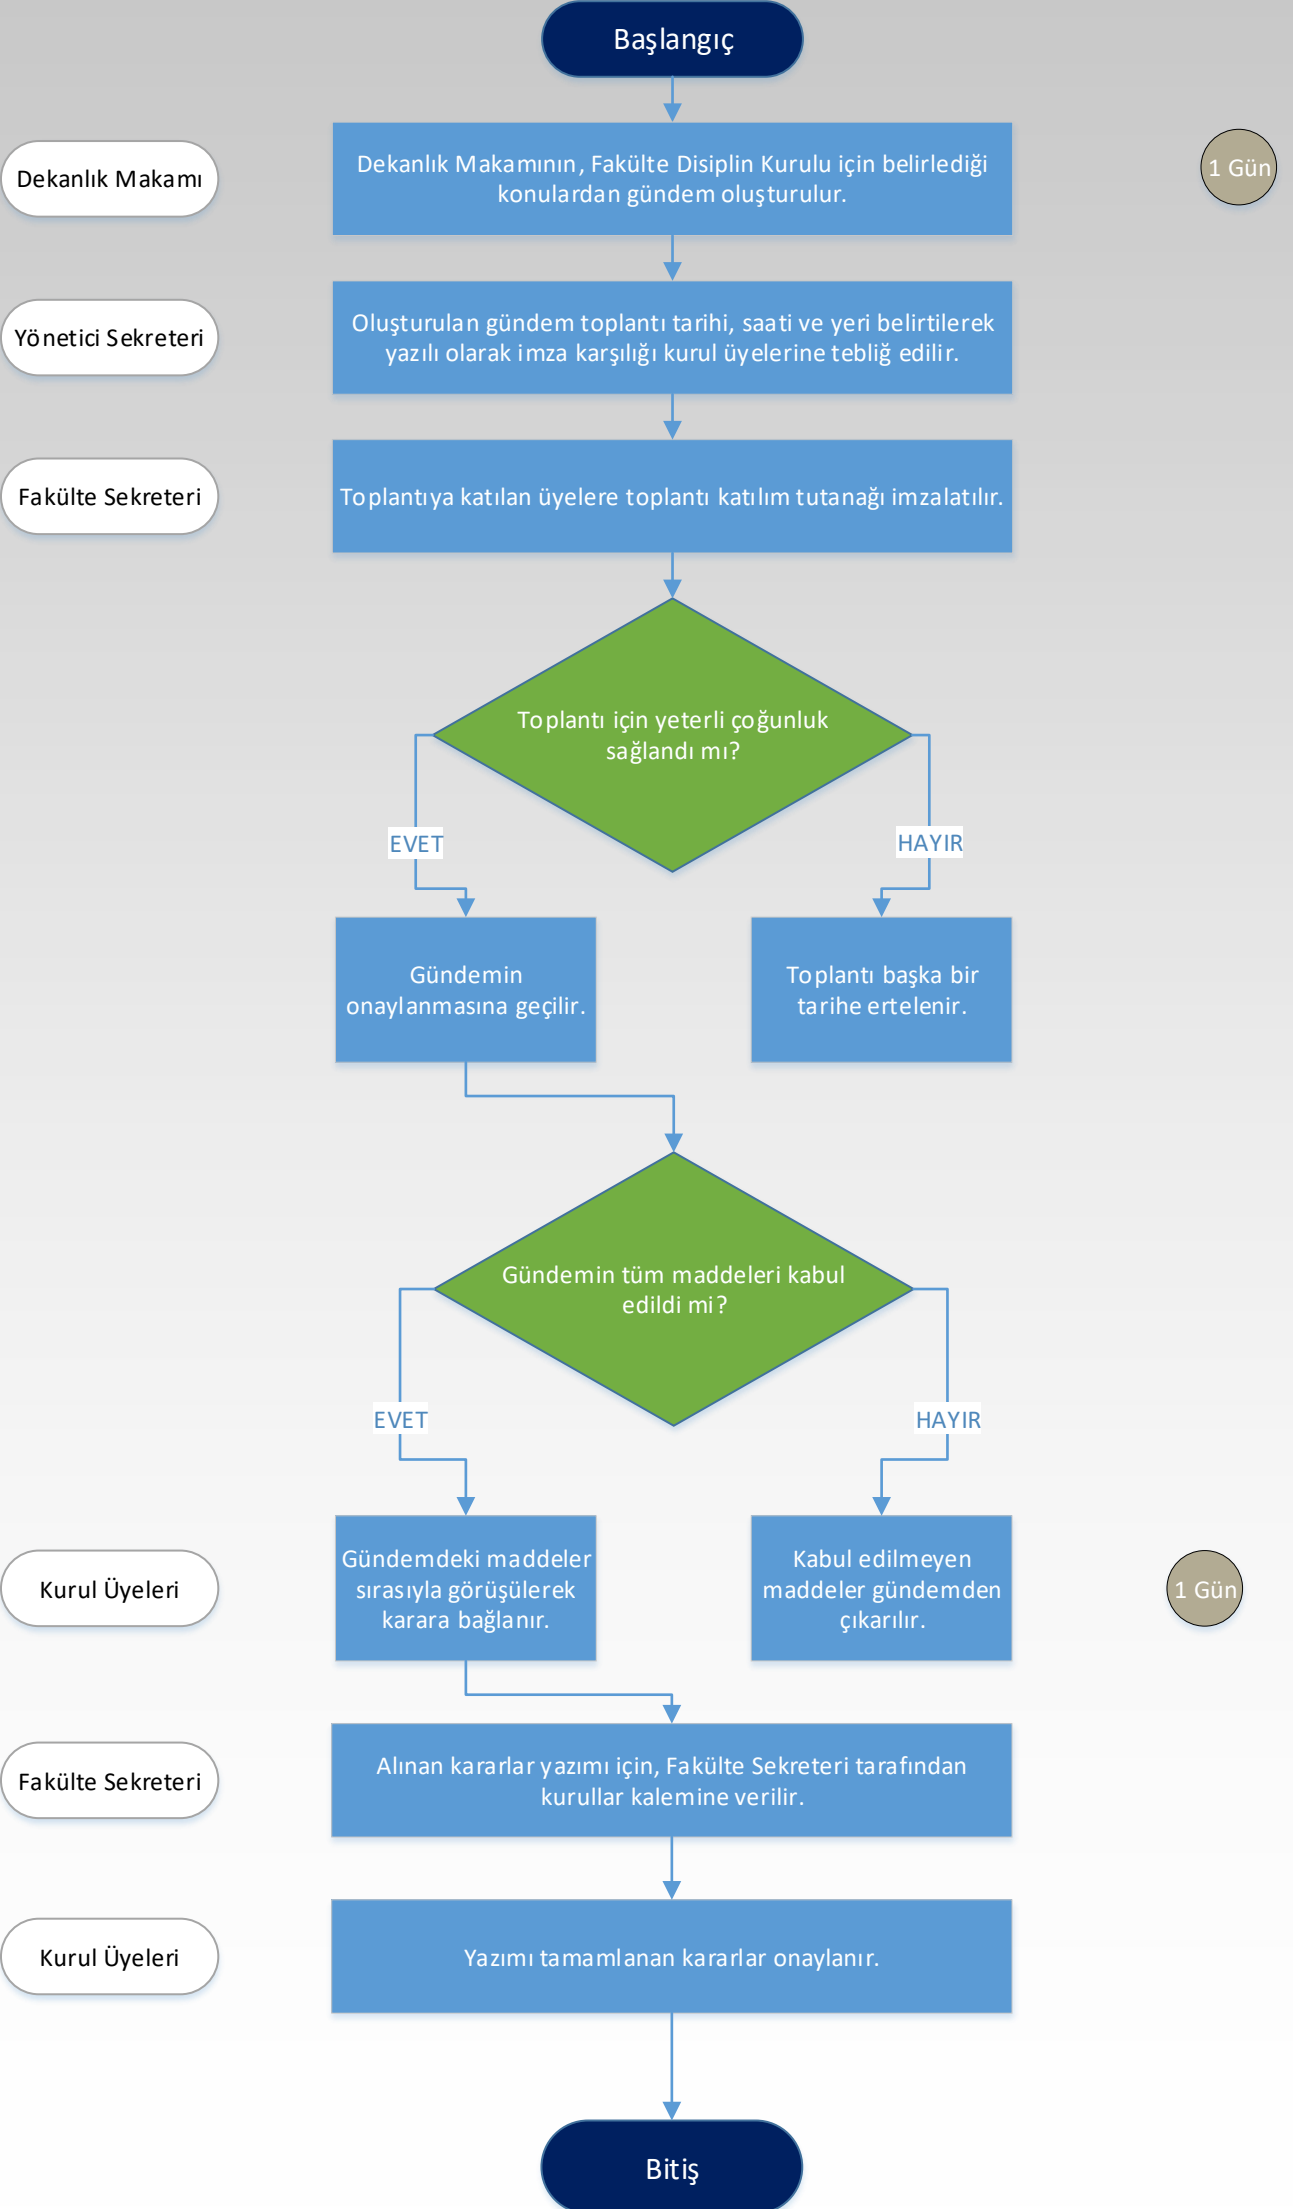 Başlangıç
Dekanlık Makamı
Dekanlık Makamının, Fakülte Disiplin Kurulu için belirlediği
konulardan gündem oluşturulur.
1 Gün
Yönetici Sekreteri
Oluşturulan gündem toplantı tarihi, saati ve yeri belirtilerek
yazılı olarak imza karşılığı kurul üyelerine tebliğ edilir.
Fakülte Sekreteri
Toplantıya katılan üyelere toplantı katılım tutanağı imzalatılır.
Toplantı için yeterli çoğunluk
sağlandı mı?
EVET
HAYIR
Gündemin
onaylanmasına geçilir.
Toplantı başka bir
tarihe ertelenir.
Gündemin tüm maddeleri kabul
edildi mi?
EVET
HAYIR
Kurul Üyeleri
Gündemdeki maddeler
sırasıyla görüşülerek
karara bağlanır.
Kabul edilmeyen
maddeler gündemden
çıkarılır.
1 Gün
Fakülte Sekreteri
Alınan kararlar yazımı için, Fakülte Sekreteri tarafından
kurullar kalemine verilir.
Kurul Üyeleri
Yazımı tamamlanan kararlar onaylanır.
Bitiş